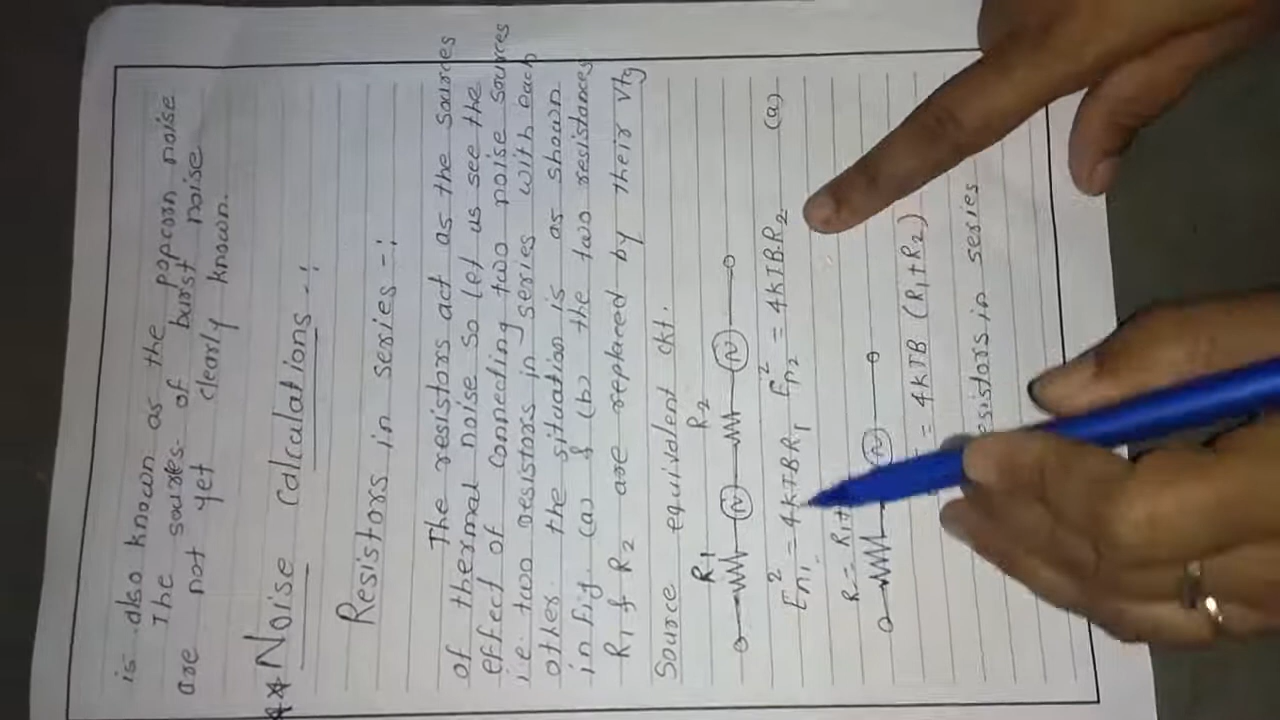 is also known as the popcorn noise
The sources of burst noise
are not yet clearly known.
** Noise calculations -:
Resistors in series -:
The resistors act as the sources
of thermal noise so let us see the
effect of connecting two noise sources
i.e two resistors in series with each
other. the situation is as shown
in fig. (a) & (b) the two resistances
R1 & R2 are replaced by their vtg
Source equivalent ckt.
R1 R2
En1² = 4KTBR1 En2² = 4KTBR2 (a)
R = R1+
= 4KTB (R1+R2)
esistors in series